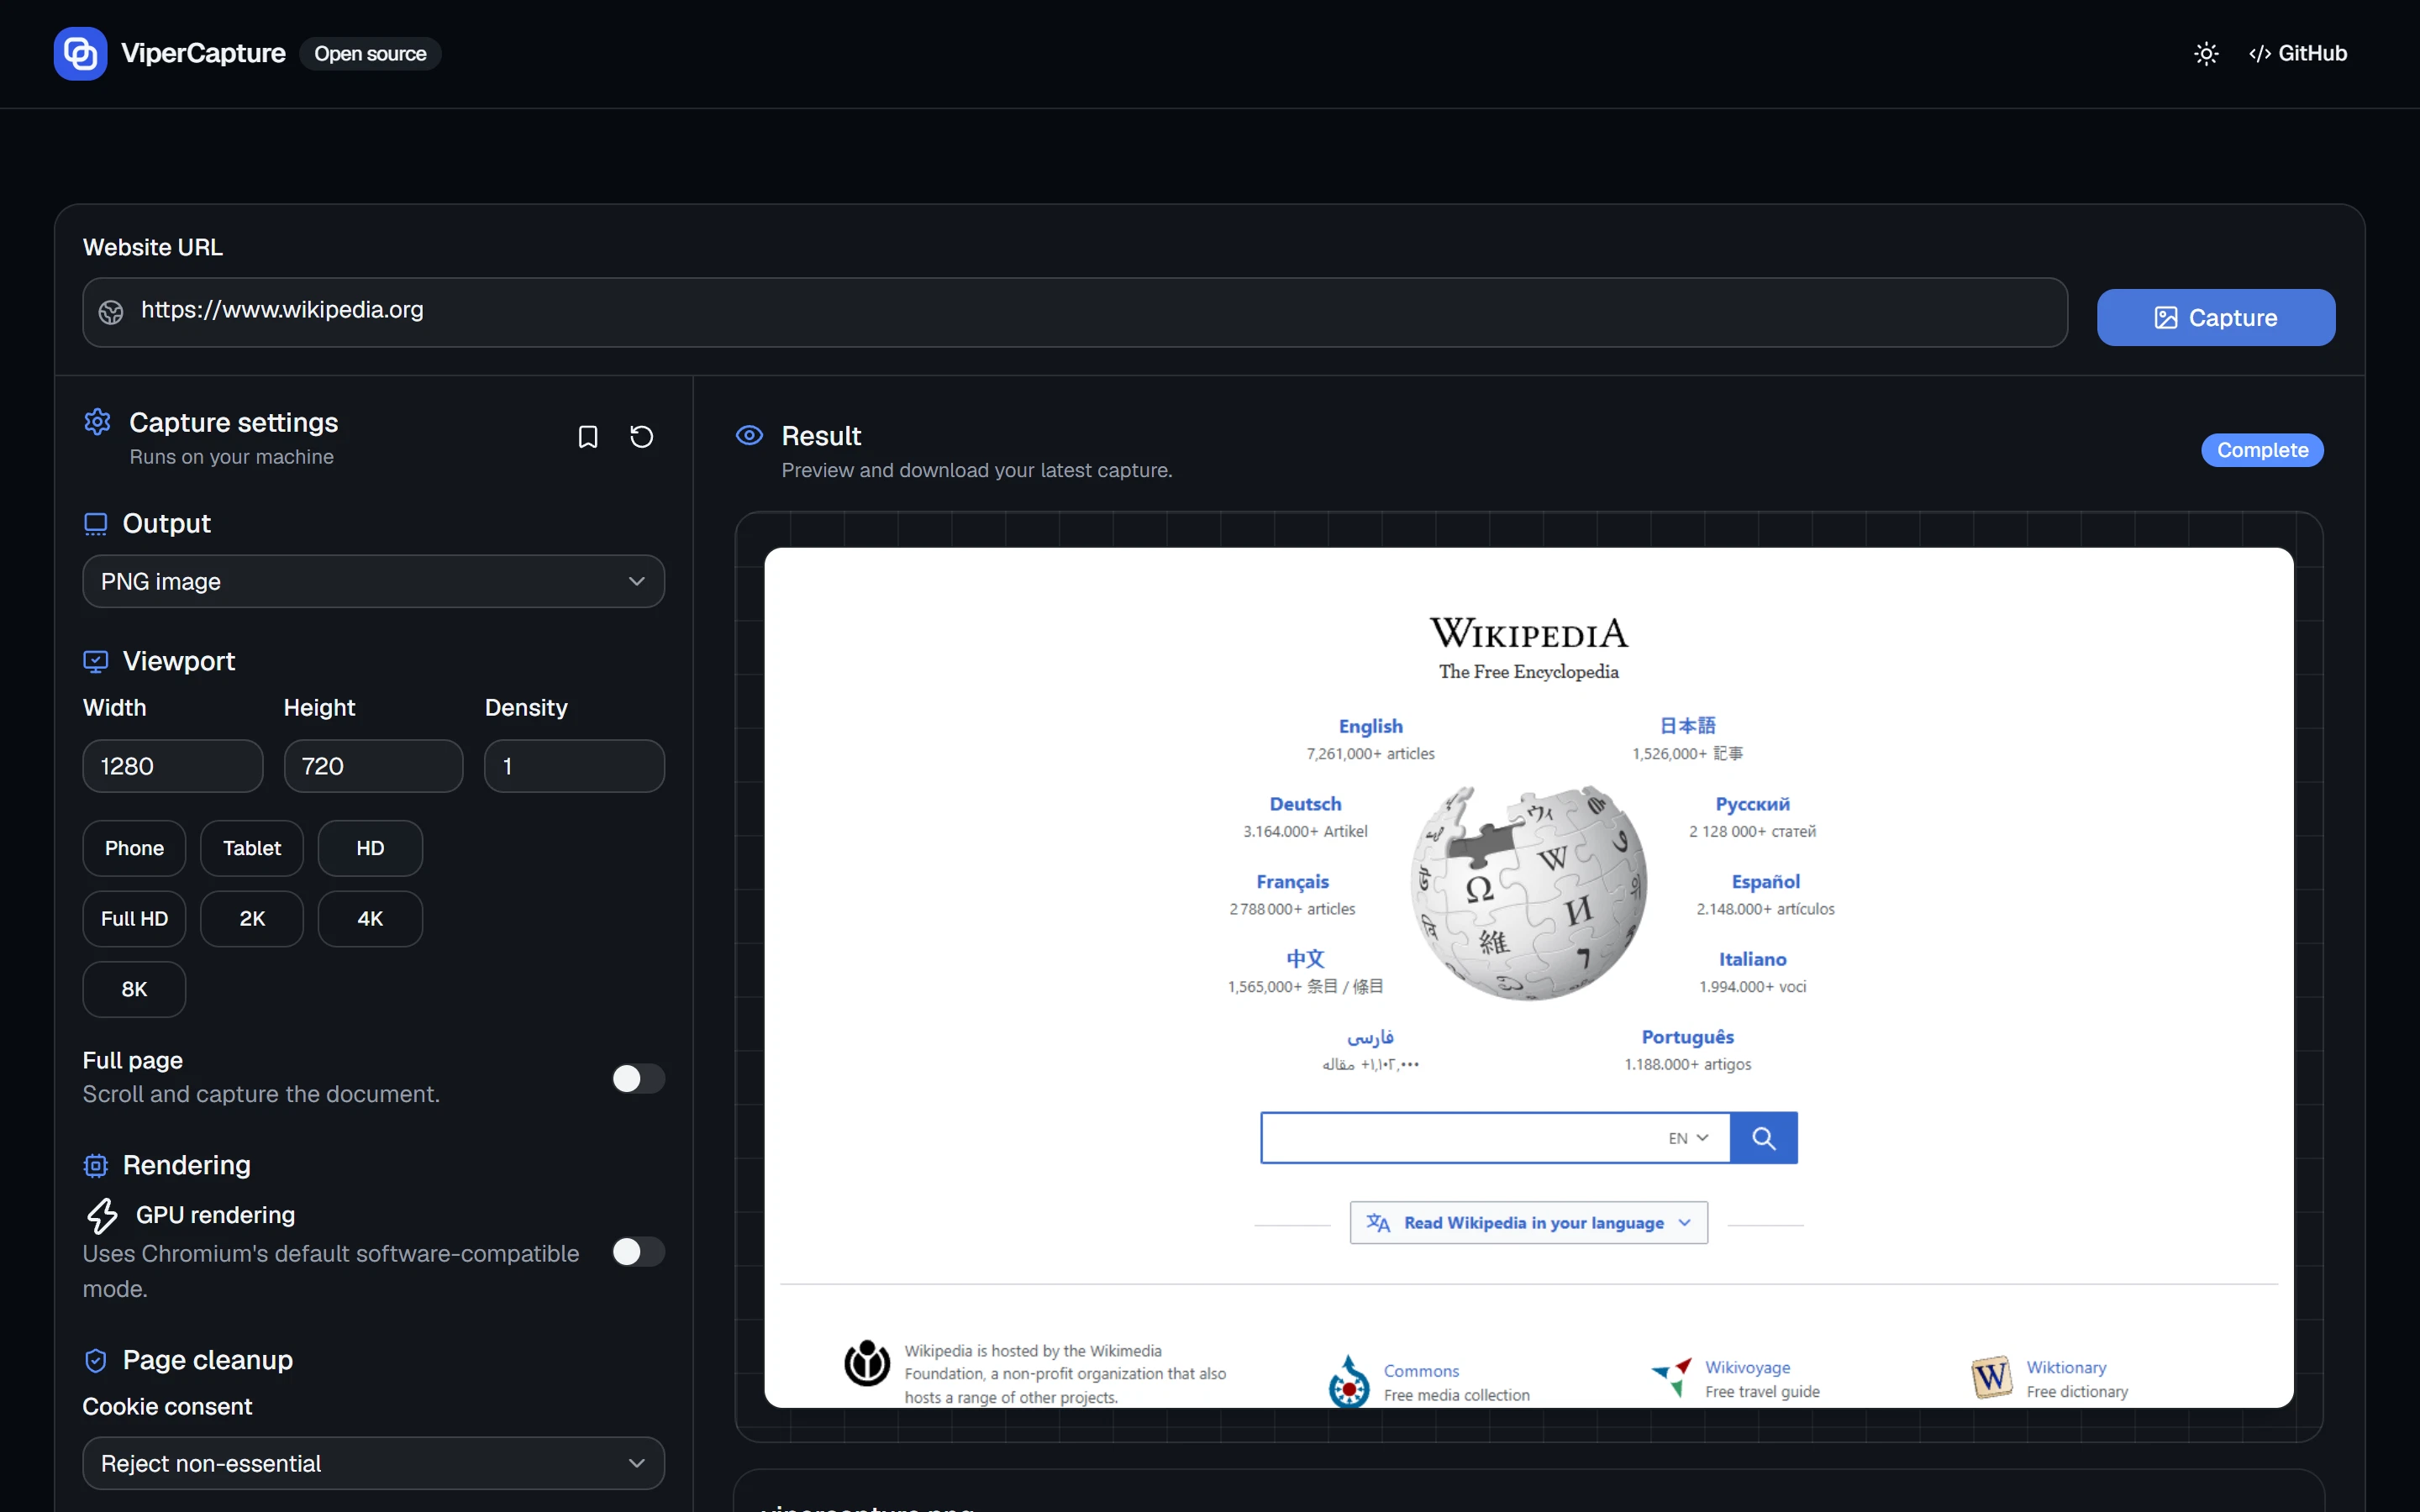 ViperCapture
Open source
GitHub
Website URL
https://www.wikipedia.org
Capture
Capture settings
Runs on your machine
Output
PNG image
Viewport
Width
Height
Density
1280
720
1
Phone
Tablet
HD
Full HD
2K
4K
8K
Full page
Scroll and capture the document.
Rendering
GPU rendering
Uses Chromium's default software-compatible
mode.
Page cleanup
Cookie consent
Reject non-essential
Result
Preview and download your latest capture.
Complete
WIKIPEDIA
The Free Encyclopedia
English
7,261,000+ articles
日本語
1,526,000+ 記事
Deutsch
3.164.000+ Artikel
Русский
2 128 000+ статей
Français
2 788 000+ articles
Español
2.148.000+ artículos
中文
1,565,000+ 条目 / 條目
Italiano
1.994.000+ voci
فارسی
۱٬۱۰۲٬۰۰۰+ مقاله
Português
1.188.000+ artigos
Ω
W
И
維
ウィ
EN
Read Wikipedia in your language
Wikipedia is hosted by the Wikimedia
Foundation, a non-profit organization that also
hosts a range of other projects.
Commons
Free media collection
Wikivoyage
Free travel guide
W
Wiktionary
Free dictionary